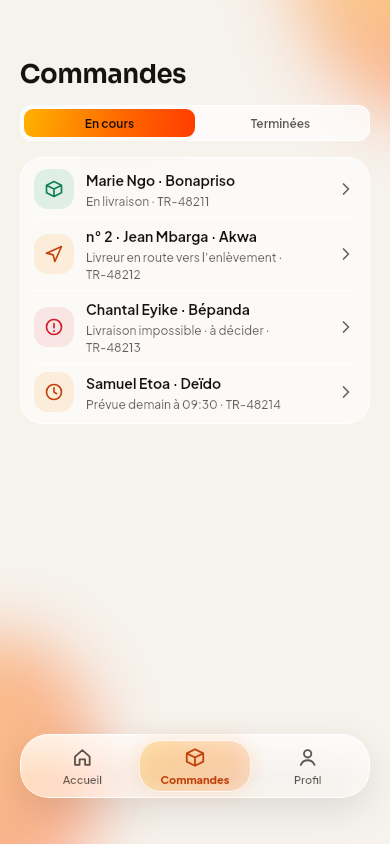 Commandes
En cours
Terminées
Marie Ngo · Bonapriso
En livraison · TR-48211
n° 2 · Jean Mbarga · Akwa
Livreur en route vers l'enlèvement ·
TR-48212
Chantal Eyike · Bépanda
Livraison impossible · à décider ·
TR-48213
Samuel Etoa · Deïdo
Prévue demain à 09:30 · TR-48214
Accueil
Commandes
Profil